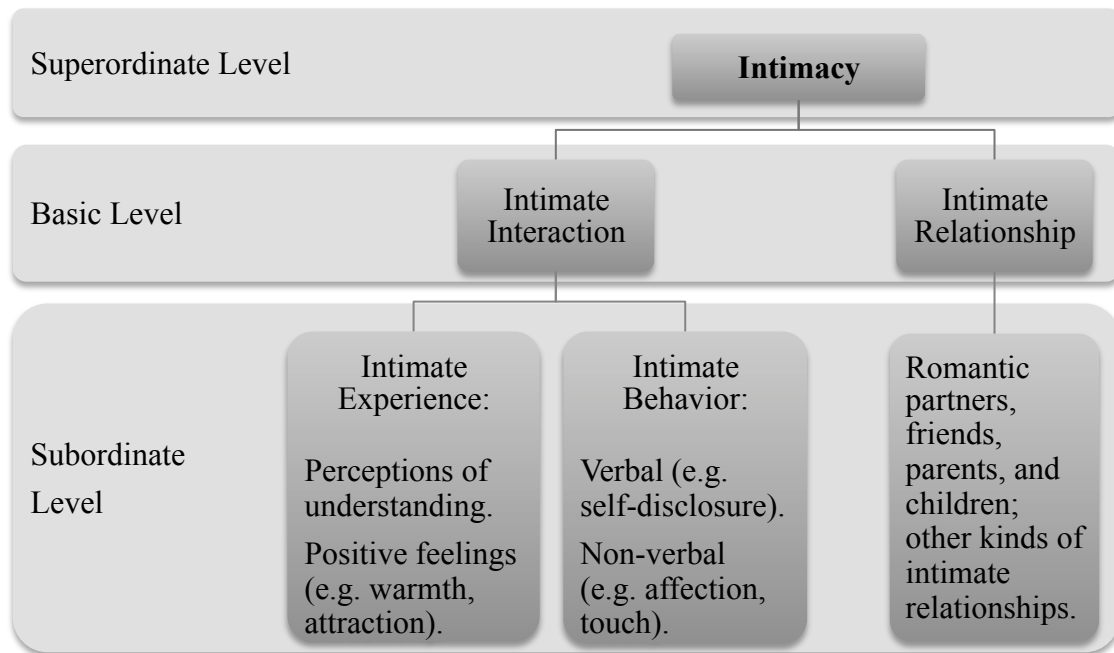 Superordinate Level
Intimacy
Basic Level
Intimate
Interaction
Intimate
Relationship
Subordinate
Level
Intimate
Experience:
Perceptions of
understanding.
Positive feelings
(e.g. warmth,
attraction).
Intimate
Behavior:
Verbal (e.g.
self-disclosure).
Non-verbal
(e.g. affection,
touch).
Romantic
partners,
friends,
parents, and
children;
other kinds of
intimate
relationships.